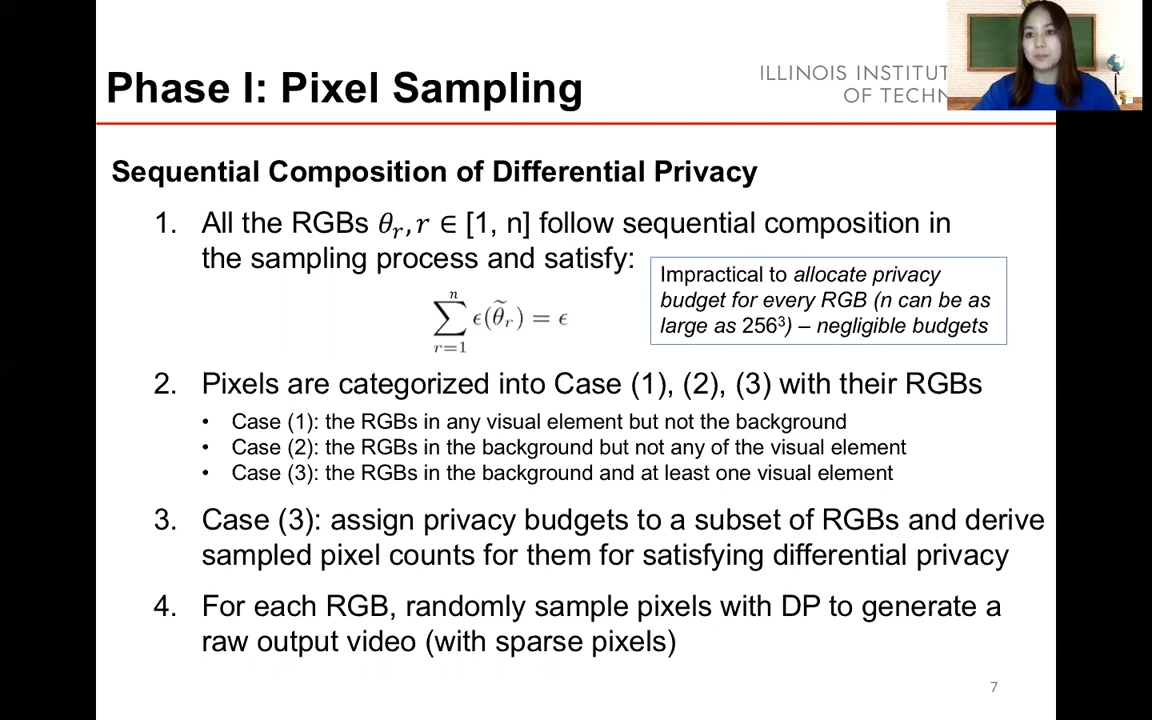 Phase I: Pixel Sampling
ILLINOIS
OF
Sequential Composition of Differential Privacy
1. All the RGBs 𝜃ᵣ, 𝑟 ∈ [1, n] follow sequential composition in
the sampling process and satisfy:
Impractical to allocate privacy
budget for every RGB (n can be as
large as 256³) – negligible budgets
∑ᵣ₌₁ⁿ ϵ(θ̃ᵣ) = ϵ
2. Pixels are categorized into Case (1), (2), (3) with their RGBs
• Case (1): the RGBs in any visual element but not the background
• Case (2): the RGBs in the background but not any of the visual element
• Case (3): the RGBs in the background and at least one visual element
3. Case (3): assign privacy budgets to a subset of RGBs and derive
sampled pixel counts for them for satisfying differential privacy
4. For each RGB, randomly sample pixels with DP to generate a
raw output video (with sparse pixels)
7